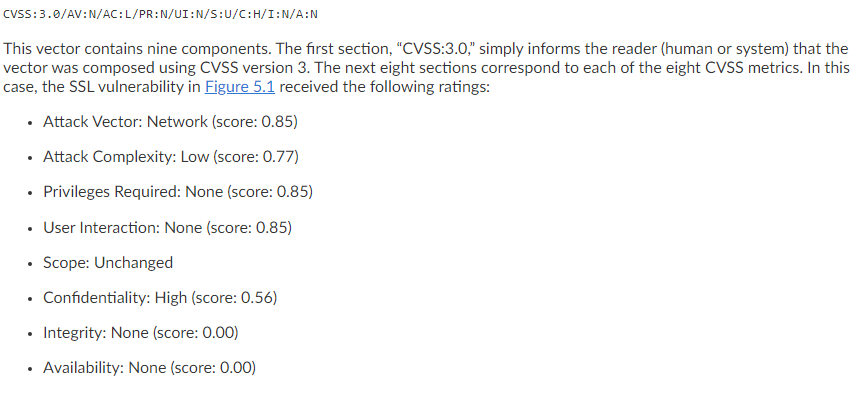 CVSS:3.0/AV:N/AC:L/PR:N/UI:N/S:U/C:H/I:N/A:N
This vector contains nine components. The first section, “CVSS:3.0,” simply informs the reader (human or system) that the
vector was composed using CVSS version 3. The next eight sections correspond to each of the eight CVSS metrics. In this
case, the SSL vulnerability in Figure 5.1 received the following ratings:
• Attack Vector: Network (score: 0.85)
• Attack Complexity: Low (score: 0.77)
• Privileges Required: None (score: 0.85)
• User Interaction: None (score: 0.85)
• Scope: Unchanged
• Confidentiality: High (score: 0.56)
• Integrity: None (score: 0.00)
• Availability: None (score: 0.00)